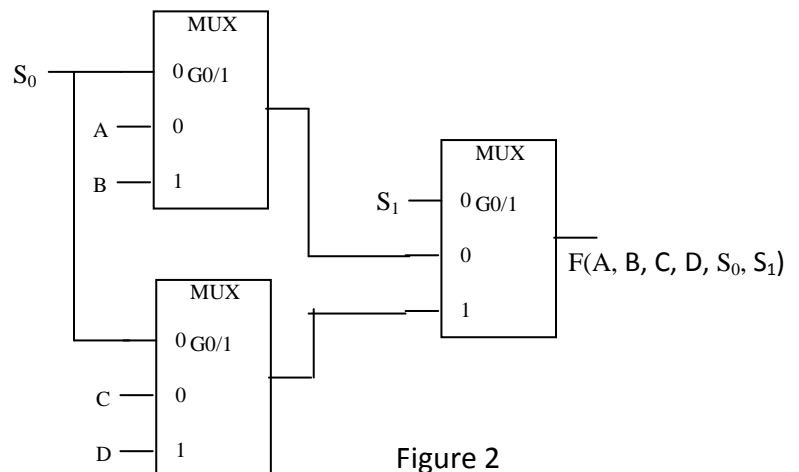 MUX
S₀
0 G0/1
A
0
B
1
MUX
S₁
0 G0/1
0
1
F(A, B, C, D, S₀, S₁)
MUX
0 G0/1
C
0
D
1
Figure 2